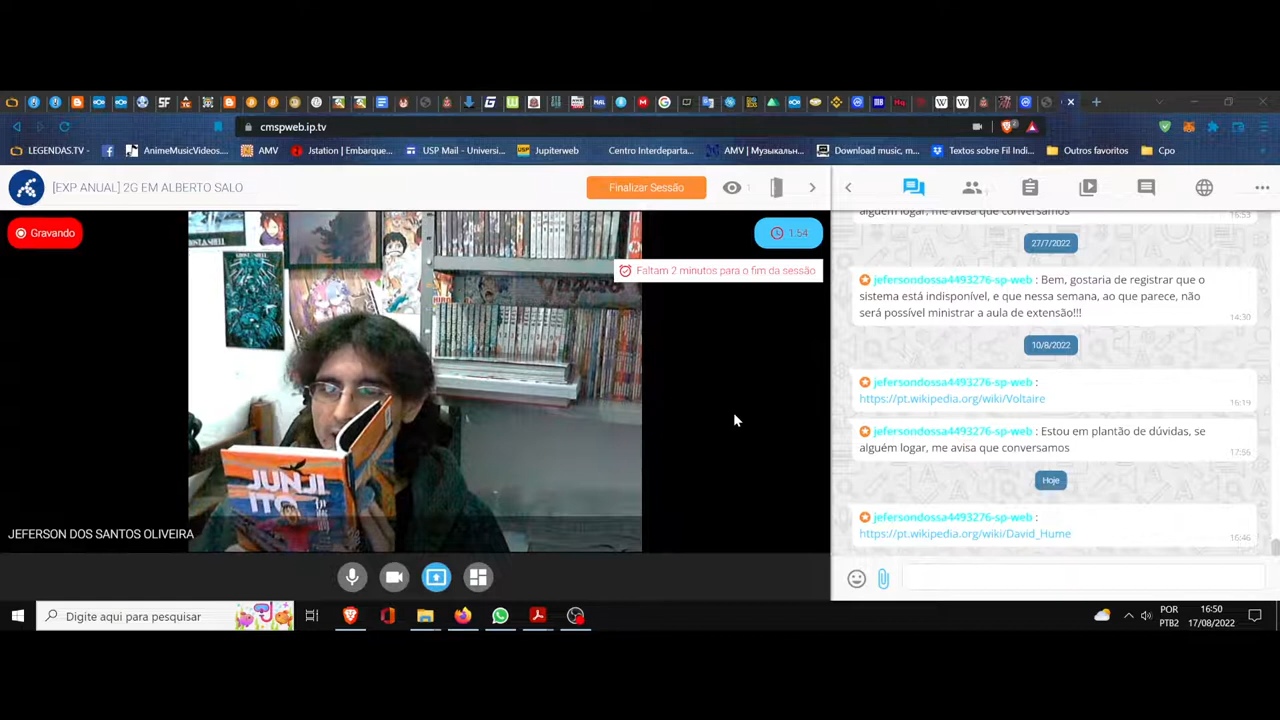 cmspweb.ip.tv
2
LEGENDAS.TV
AnimeMusicVideos...
AMV
Jstation | Embarque...
USP Mail - Universi...
Jupiterweb
Centro Interdeparta...
AMV | Музыкальн...
Download music, m...
Textos sobre Fil Indi...
Outros favoritos
Cpo
[EXP ANUAL] 2G EM ALBERTO SALO
Finalizar Sessão
1
Gravando
1:54
Faltam 2 minutos para o fim da sessão
JUNJI
ITO
JEFERSON DOS SANTOS OLIVEIRA
alguém logar, me avisa que conversamos
16:53
27/7/2022
jefersondossa4493276-sp-web : Bem, gostaria de registrar que o
sistema está indisponível, e que nessa semana, ao que parece, não
será possível ministrar a aula de extensão!!!
14:30
10/8/2022
jefersondossa4493276-sp-web :
https://pt.wikipedia.org/wiki/Voltaire
16:19
jefersondossa4493276-sp-web : Estou em plantão de dúvidas, se
alguém logar, me avisa que conversamos
17:56
Hoje
jefersondossa4493276-sp-web :
https://pt.wikipedia.org/wiki/David_Hume
16:46
Digite aqui para pesquisar
POR
PTB2
16:50
17/08/2022